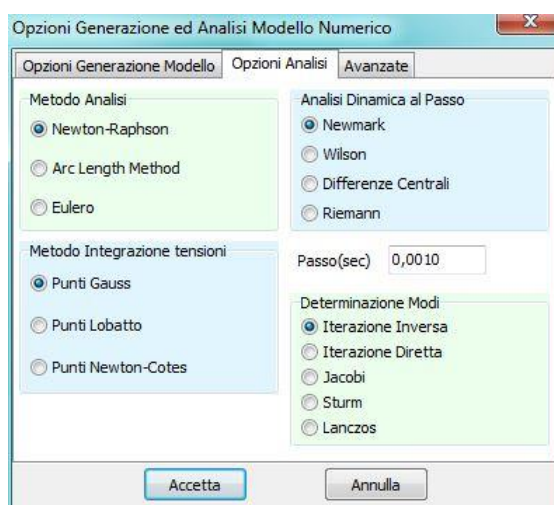 Opzioni Generazione ed Analisi Modello Numerico
Opzioni Generazione Modello Opzioni Analisi Avanzate
Metodo Analisi
Newton-Raphson
Arc Length Method
Eulero
Metodo Integrazione tensioni
Punti Gauss
Punti Lobatto
Punti Newton-Cotes
Analisi Dinamica al Passo
Newmark
Wilson
Differenze Centrali
Riemann
Passo(sec) 0,0010
Determinazione Modi
Iterazione Inversa
Iterazione Diretta
Jacobi
Sturm
Lanczos
Accetta Annulla